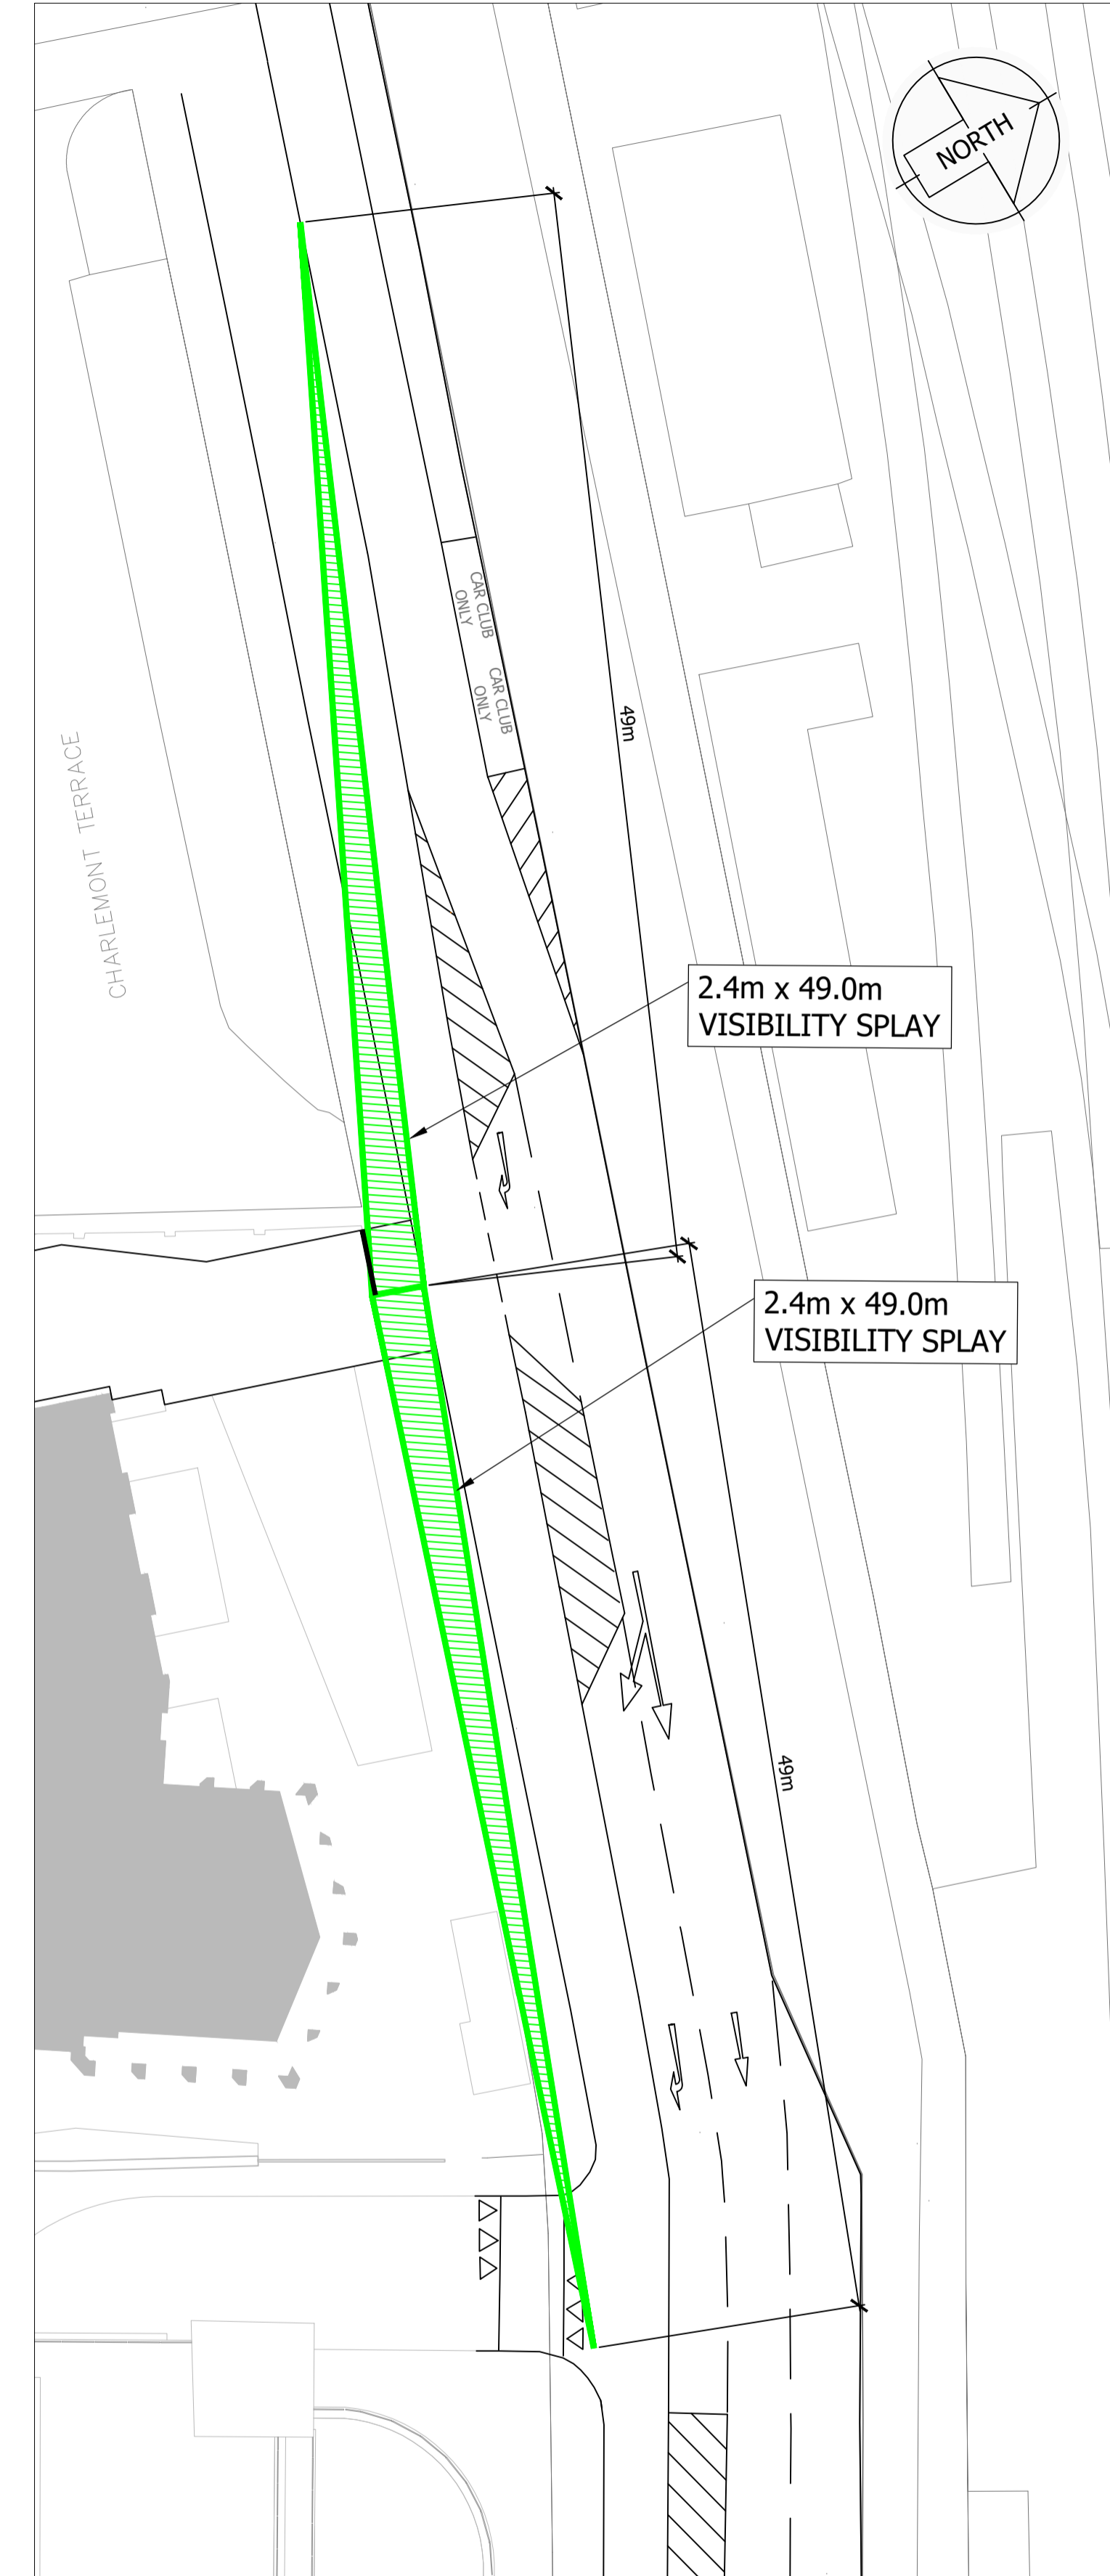 NORTH
CAR CLUB
ONLY
CAR CLUB
ONLY
49m
CHARLEMONT TERRACE
2.4m x 49.0m
VISIBILITY SPLAY
2.4m x 49.0m
VISIBILITY SPLAY
49m